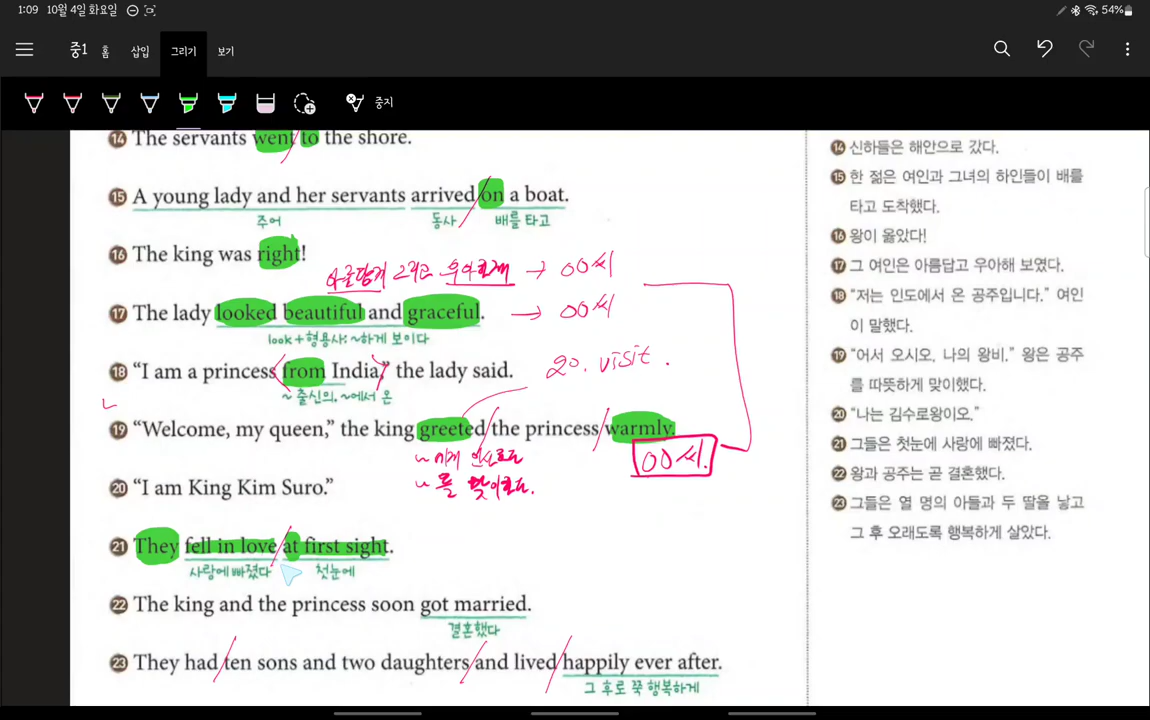 1:09 10월 4일 화요일 54%
중1 홈 삽입 그리기 보기
중지
⑭ The servants went to the shore.
⑮ A young lady and her servants arrived on a boat.
주어 동사 배를 타고
⑯ The king was right!
아름답게 그리고 우아하게 → 00씨
⑰ The lady looked beautiful and graceful. → 00씨
look+형용사: ~하게 보이다
⑱ “I am a princess from India,” the lady said. 20. visit.
~ 출신의, ~에서 온
⑲ “Welcome, my queen,” the king greeted the princess warmly.
~에게 인사하다 00씨.
~를 맞이하다.
⑳ “I am King Kim Suro.”
㉑ They fell in love at first sight.
사랑에 빠졌다 첫눈에
㉒ The king and the princess soon got married.
결혼했다
㉓ They had ten sons and two daughters and lived happily ever after.
그 후로 쭉 행복하게
⑭ 신하들은 해안으로 갔다.
⑮ 한 젊은 여인과 그녀의 하인들이 배를
타고 도착했다.
⑯ 왕이 옳았다!
⑰ 그 여인은 아름답고 우아해 보였다.
⑱ “저는 인도에서 온 공주입니다.” 여인
이 말했다.
⑲ “어서 오시오, 나의 왕비.” 왕은 공주
를 따뜻하게 맞이했다.
⑳ “나는 김수로왕이오.”
㉑ 그들은 첫눈에 사랑에 빠졌다.
㉒ 왕과 공주는 곧 결혼했다.
㉓ 그들은 열 명의 아들과 두 딸을 낳고
그 후 오래도록 행복하게 살았다.